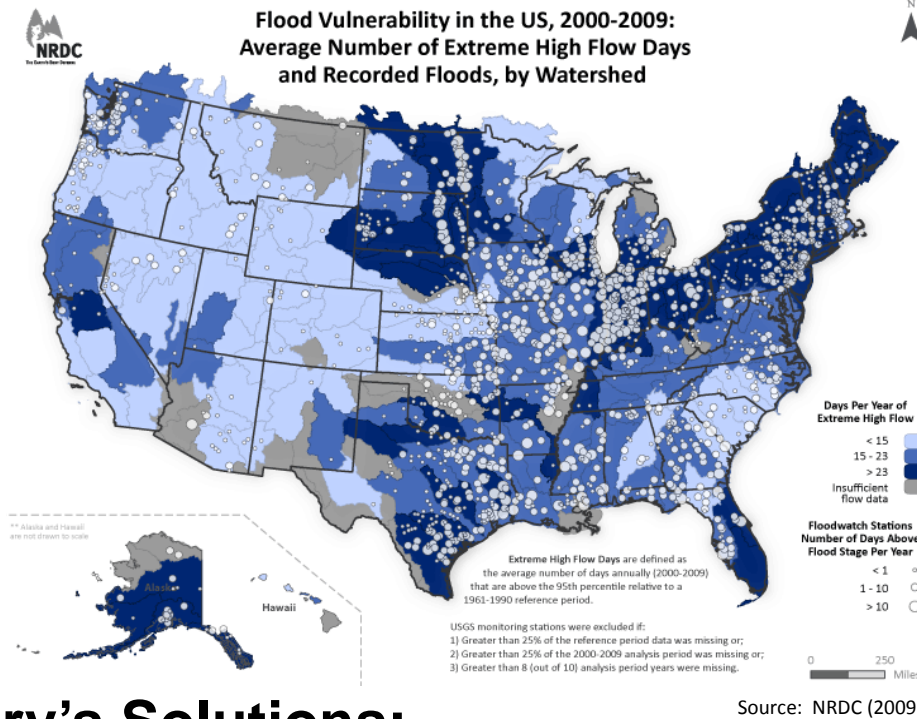 Flood Vulnerability in the US, 2000-2009:
Average Number of Extreme High Flow Days
and Recorded Floods, by Watershed
N
NRDC
The Earth's Best Defense
Days Per Year of
Extreme High Flow
< 15
15 - 23
> 23
Insufficient
flow data
** Alaska and Hawaii
are not drawn to scale
Floodwatch Stations
Number of Days Above
Flood Stage Per Year
< 1
1 - 10
> 10
Alaska
Hawaii
Extreme High Flow Days are defined as
the average number of days annually (2000-2009)
that are above the 95th percentile relative to a
1961-1990 reference period.
USGS monitoring stations were excluded if:
1) Greater than 25% of the reference period data was missing or;
2) Greater than 25% of the 2000-2009 analysis period was missing or;
3) Greater than 8 (out of 10) analysis period years were missing.
0 250
Miles
ry's Solutions:
Source: NRDC (2009